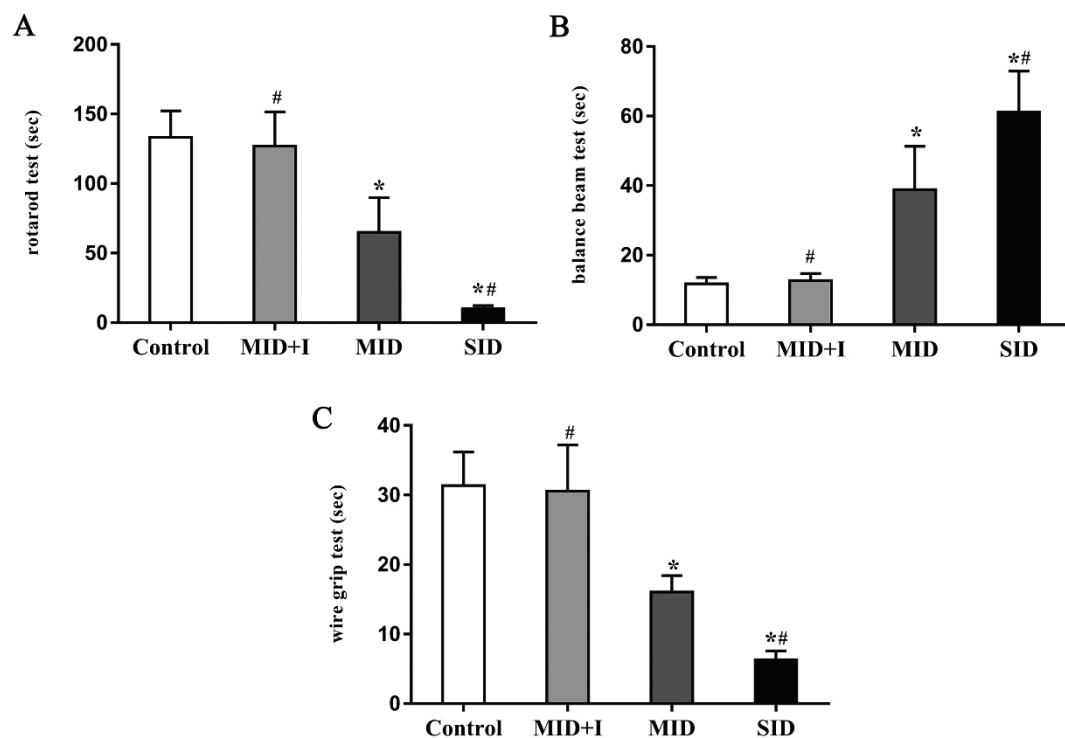 A
rotarod test (sec)
200
150
100
50
0
#
*
*#
Control MID+I MID SID
B
balance beam test (sec)
80
60
40
20
0
#
*
*#
Control MID+I MID SID
C
wire grip test (sec)
40
30
20
10
0
#
*
*#
Control MID+I MID SID